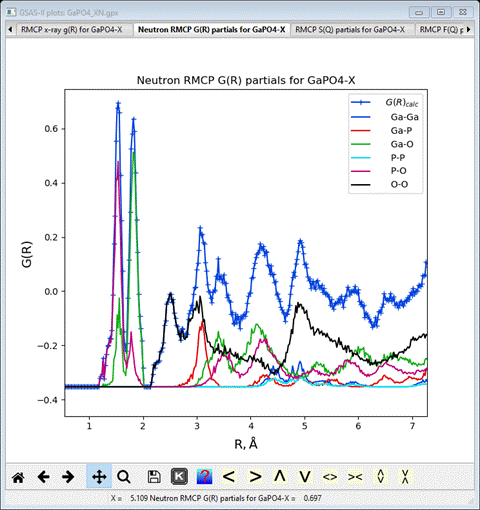 GSAS-II plots: GaPO4_XN.gpx
RMCP x-ray g(R) for GaPO4-X Neutron RMCP G(R) partials for GaPO4-X RMCP S(Q) partials for GaPO4-X RMCP F(Q) p
Neutron RMCP G(R) partials for GaPO4-X
G(R)calc
Ga-Ga
Ga-P
Ga-O
P-P
P-O
O-O
0.6
0.4
0.2
0.0
−0.2
−0.4
G(R)
1 2 3 4 5 6 7
R, Å
K ? < > Λ V <> >< 
X = 5.109 Neutron RMCP G(R) partials for GaPO4-X = 0.697